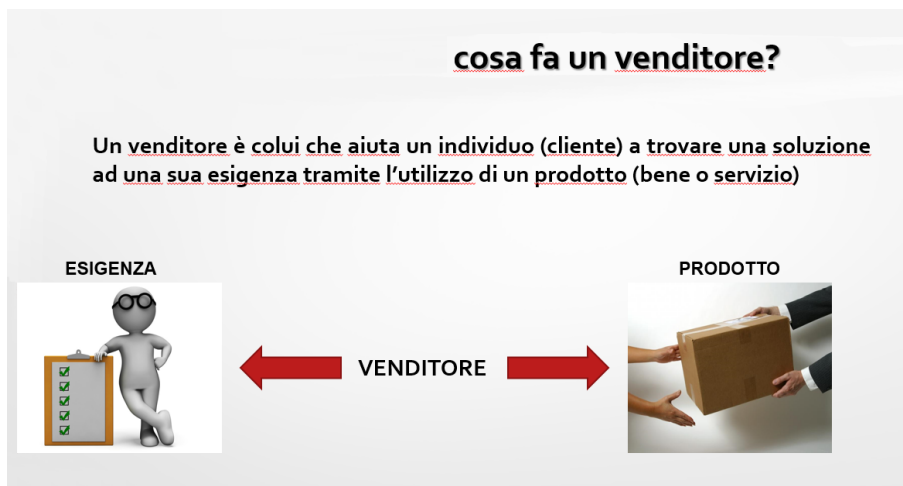 cosa fa un venditore?
Un venditore è colui che aiuta un individuo (cliente) a trovare una soluzione
ad una sua esigenza tramite l’utilizzo di un prodotto (bene o servizio)
ESIGENZA
PRODOTTO
VENDITORE